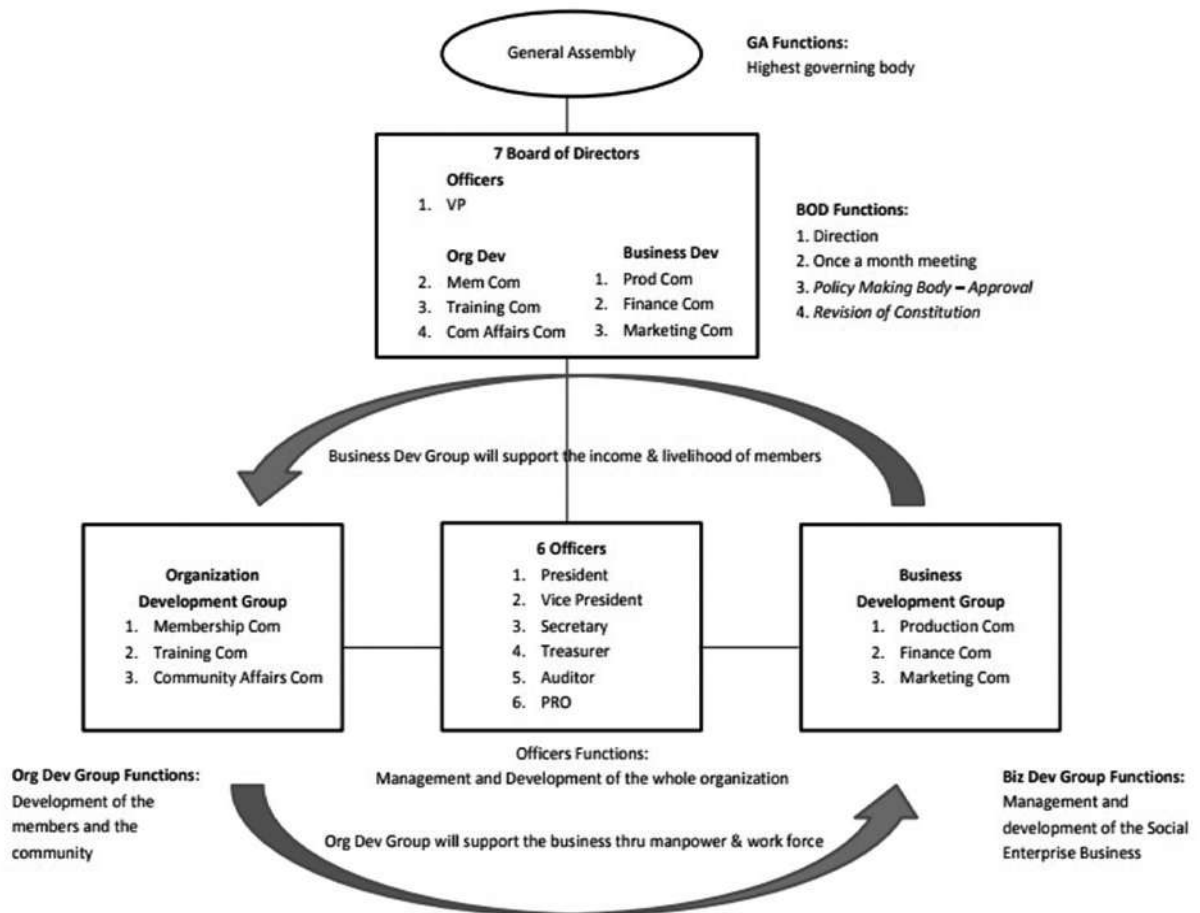 General Assembly
GA Functions:
Highest governing body
7 Board of Directors
Officers
1. VP
Org Dev
2. Mem Com
3. Training Com
4. Com Affairs Com
Business Dev
1. Prod Com
2. Finance Com
3. Marketing Com
BOD Functions:
1. Direction
2. Once a month meeting
3. Policy Making Body – Approval
4. Revision of Constitution
Business Dev Group will support the income & livelihood of members
Organization
Development Group
1. Membership Com
2. Training Com
3. Community Affairs Com
6 Officers
1. President
2. Vice President
3. Secretary
4. Treasurer
5. Auditor
6. PRO
Business
Development Group
1. Production Com
2. Finance Com
3. Marketing Com
Officers Functions:
Management and Development of the whole organization
Org Dev Group Functions:
Development of the
members and the
community
Org Dev Group will support the business thru manpower & work force
Biz Dev Group Functions:
Management and
development of the Social
Enterprise Business